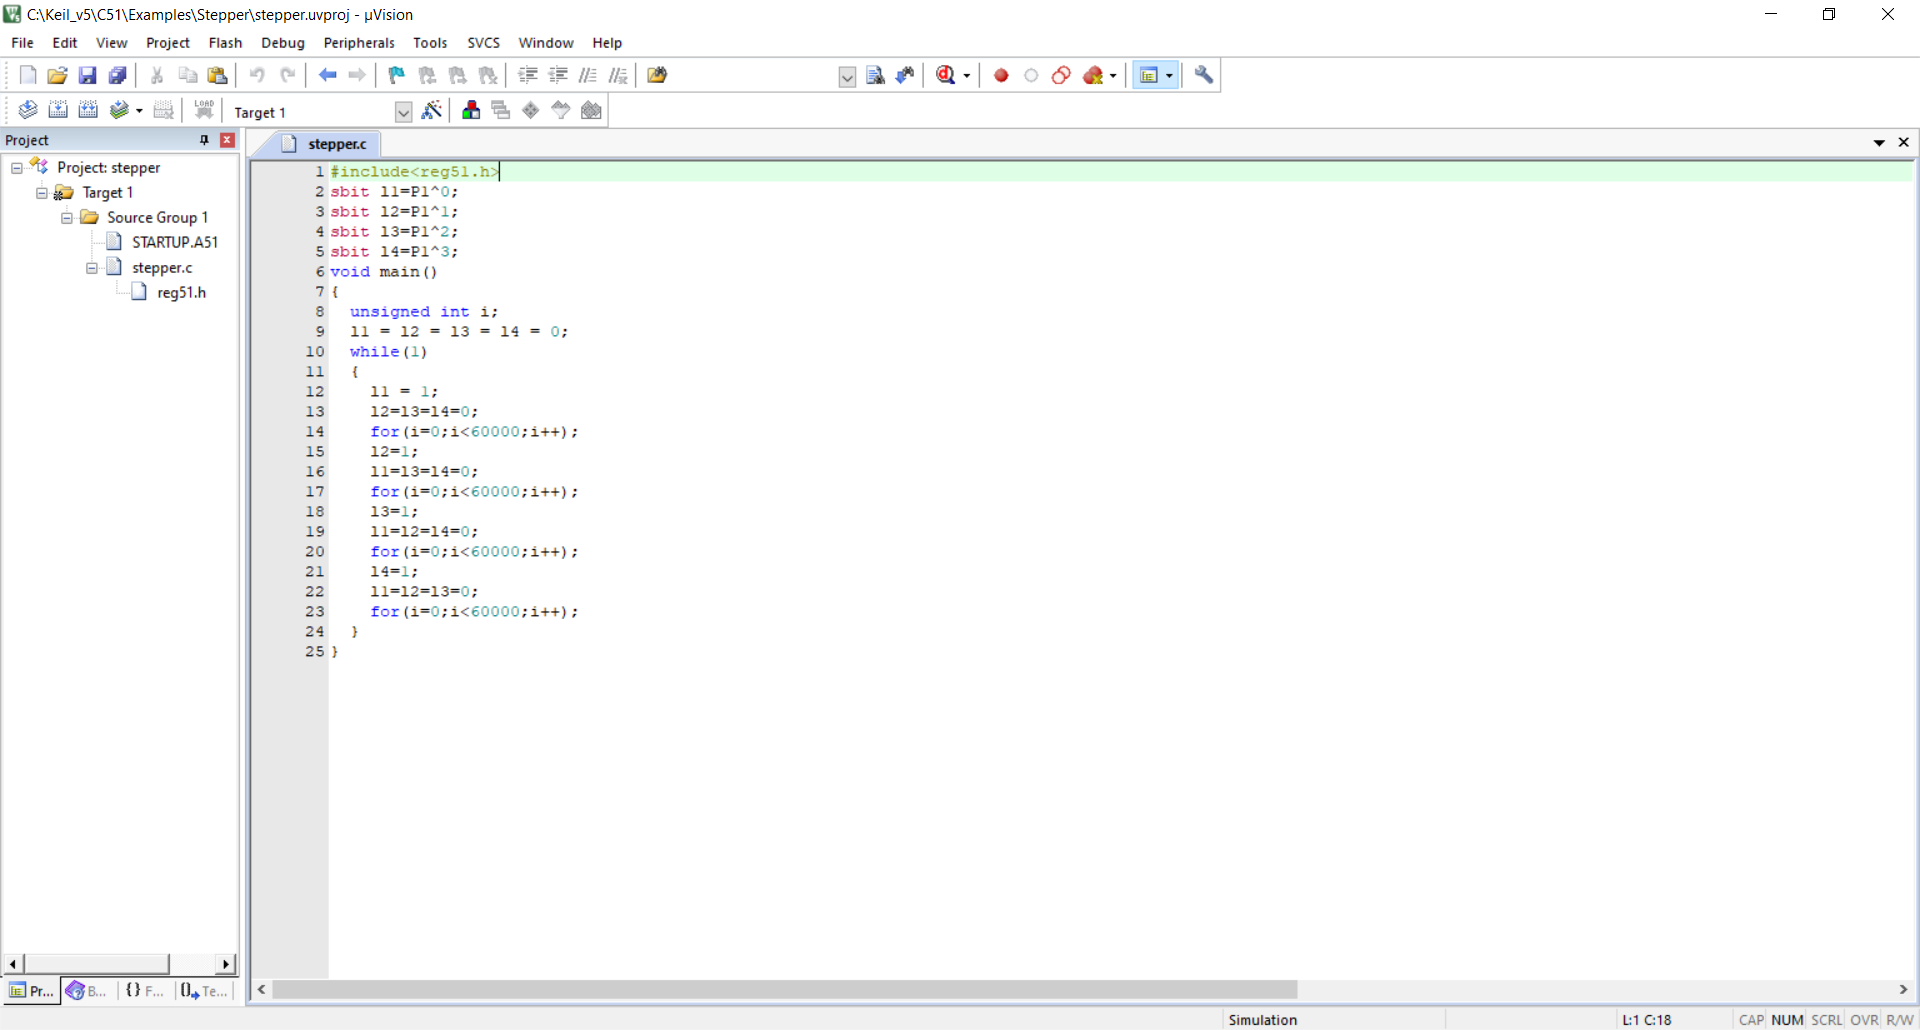 C:\Keil_v5\C51\Examples\Stepper\stepper.uvproj - µVision
File Edit View Project Flash Debug Peripherals Tools SVCS Window Help
LOAD
Target 1
Project
Project: stepper
Target 1
Source Group 1
STARTUP.A51
stepper.c
reg51.h
stepper.c
1 #include<reg51.h>
2 sbit l1=P1^0;
3 sbit l2=P1^1;
4 sbit l3=P1^2;
5 sbit l4=P1^3;
6 void main()
7 {
8 unsigned int i;
9 l1 = l2 = l3 = l4 = 0;
10 while(1)
11 {
12 l1 = 1;
13 l2=l3=l4=0;
14 for(i=0;i<60000;i++);
15 l2=1;
16 l1=l3=l4=0;
17 for(i=0;i<60000;i++);
18 l3=1;
19 l1=l2=l4=0;
20 for(i=0;i<60000;i++);
21 l4=1;
22 l1=l2=l3=0;
23 for(i=0;i<60000;i++);
24 }
25 }
Pr... B... {} F... Te...
Simulation L:1 C:18 CAP NUM SCRL OVR R/W